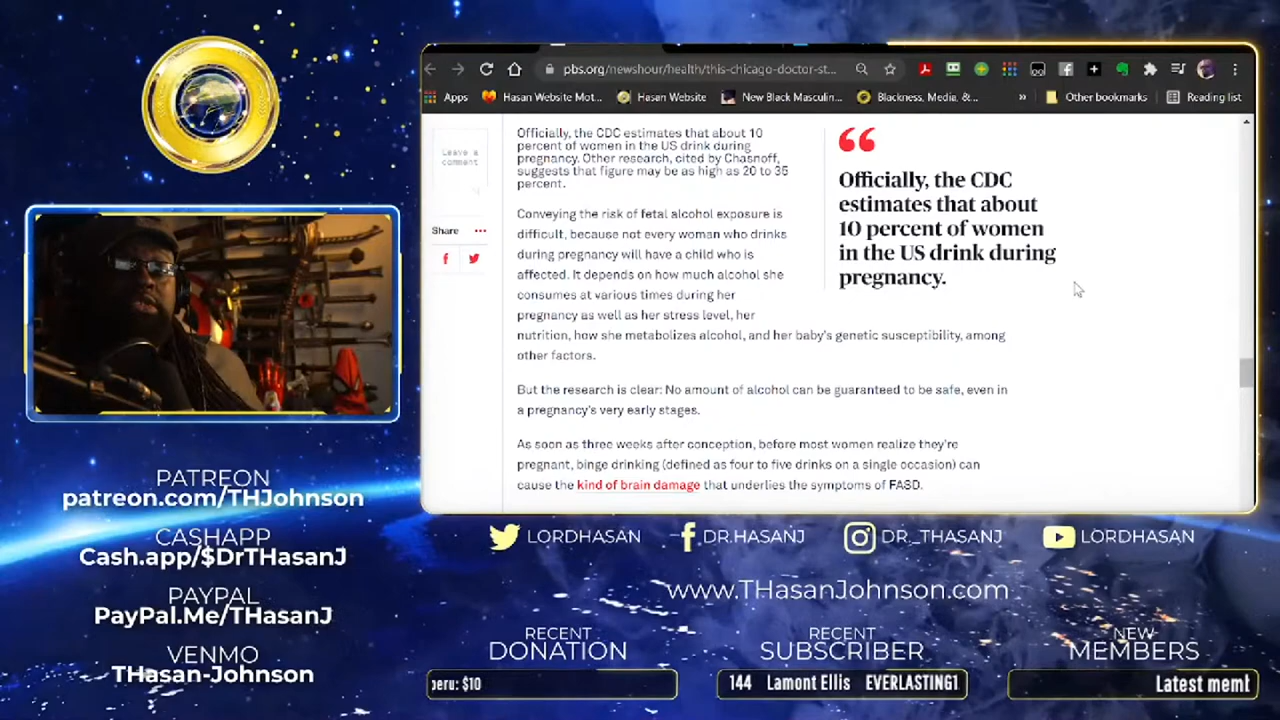 pbs.org/newshour/health/this-chicago-doctor-st...
Apps
Hasan Website Mot...
Hasan Website
New Black Masculin...
Blackness, Media, &...
»
Other bookmarks
Reading list
Leave a
comment
Share
Officially, the CDC estimates that about 10
percent of women in the US drink during
pregnancy. Other research, cited by Chasnoff,
suggests that figure may be as high as 20 to 35
percent.
Conveying the risk of fetal alcohol exposure is
difficult, because not every woman who drinks
during pregnancy will have a child who is
affected. It depends on how much alcohol she
consumes at various times during her
pregnancy as well as her stress level, her
nutrition, how she metabolizes alcohol, and her baby's genetic susceptibility, among
other factors.
But the research is clear: No amount of alcohol can be guaranteed to be safe, even in
a pregnancy's very early stages.
As soon as three weeks after conception, before most women realize they're
pregnant, binge drinking (defined as four to five drinks on a single occasion) can
cause the kind of brain damage that underlies the symptoms of FASD.
“
Officially, the CDC
estimates that about
10 percent of women
in the US drink during
pregnancy.
PATREON
patreon.com/THJohnson
CASHAPP
Cash.app/$DrTHasanJ
PAYPAL
PayPal.Me/THasanJ
VENMO
THasan-Johnson
LORDHASAN
DR.HASANJ
DR._THASANJ
LORDHASAN
www.THasanJohnson.com
RECENT
DONATION
peru: $10
RECENT
SUBSCRIBER
144 Lamont Ellis EVERLASTING1
NEW
MEMBERS
Latest memb